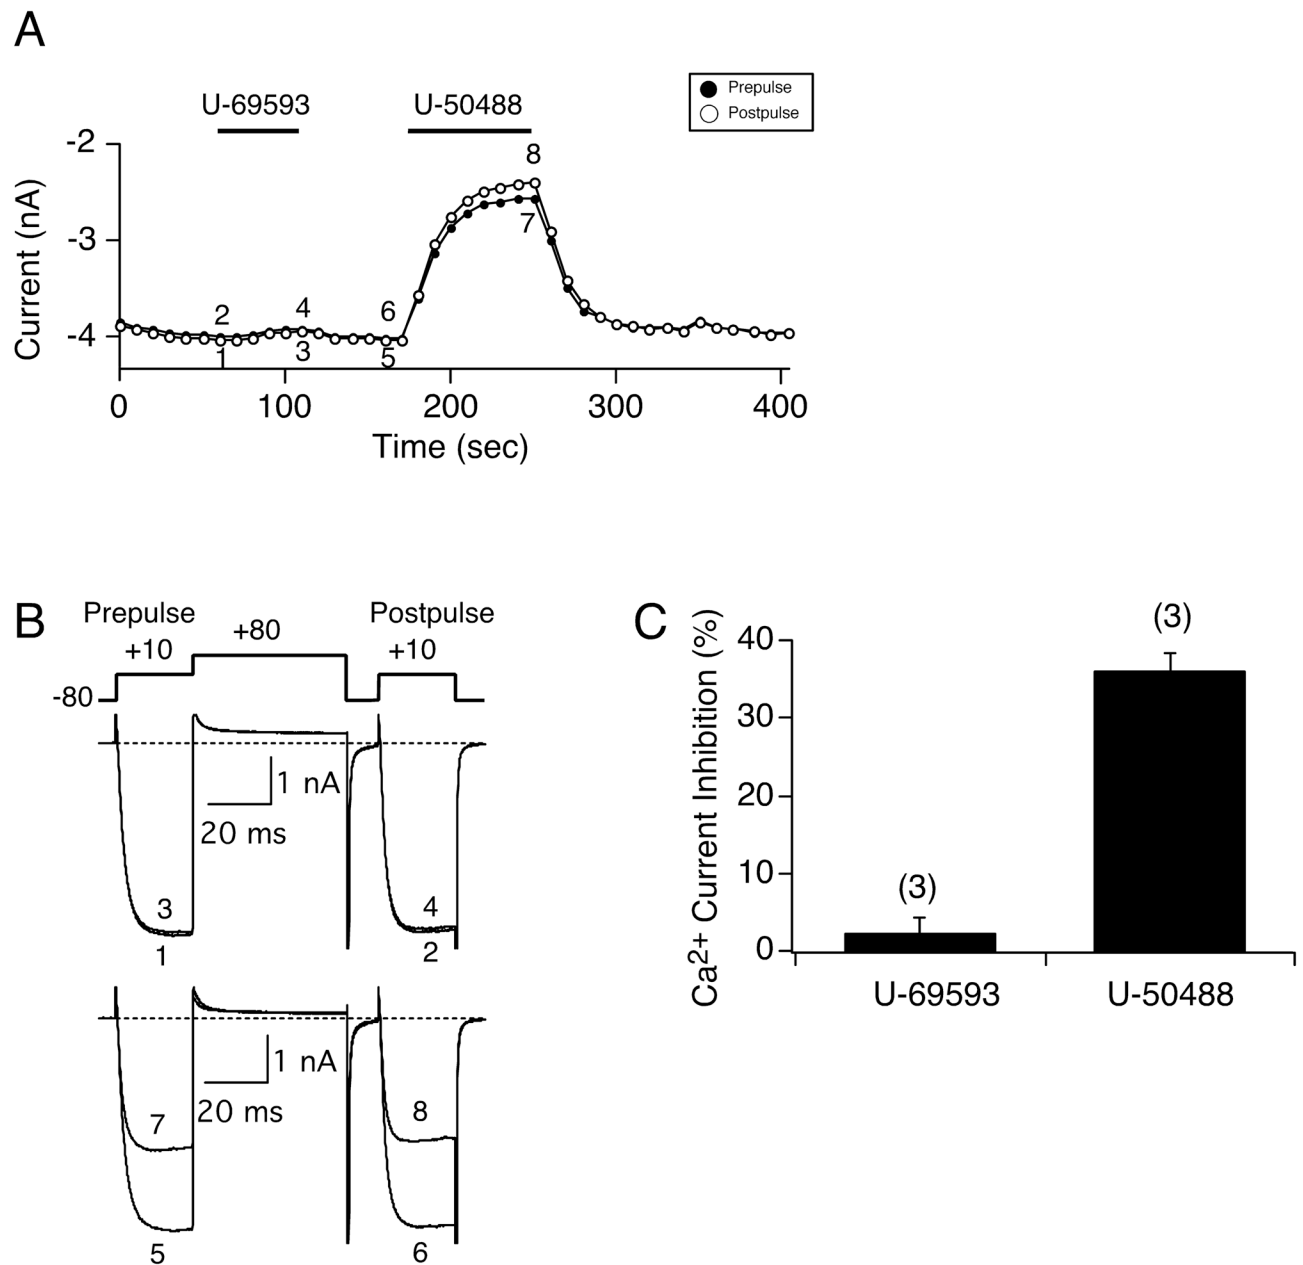 A
U-69593
U-50488
Prepulse
Postpulse
Current (nA)
-2
-3
-4
2
1
4
3
6
5
8
7
0
100
200
300
400
Time (sec)
B
Prepulse
Postpulse
+10
+80
+10
-80
1 nA
20 ms
3
1
4
2
1 nA
20 ms
7
5
8
6
C
Ca2+ Current Inhibition (%)
40
30
20
10
0
(3)
(3)
U-69593
U-50488